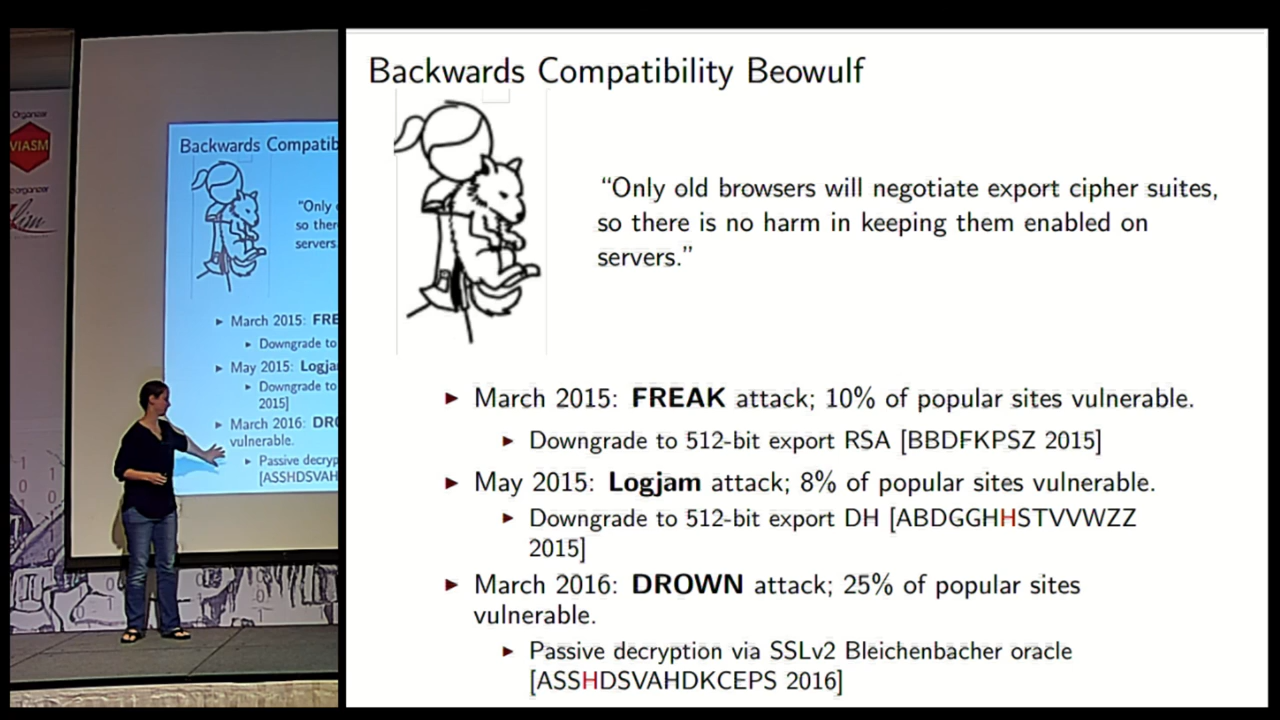 Organizer
VIASM
Backwards Compatib
"Only
so ther
servers
► March 2015: FRE
► Downgrade to
► May 2015: Logja
► Downgrade to
2015]
► March 2016: DRO
vulnerable.
► Passive decryp
[ASSHDSVAH
Backwards Compatibility Beowulf
“Only old browsers will negotiate export cipher suites,
so there is no harm in keeping them enabled on
servers.”
► March 2015: FREAK attack; 10% of popular sites vulnerable.
► Downgrade to 512-bit export RSA [BBDFKPSZ 2015]
► May 2015: Logjam attack; 8% of popular sites vulnerable.
► Downgrade to 512-bit export DH [ABDGGHHSTVVWZZ
2015]
► March 2016: DROWN attack; 25% of popular sites
vulnerable.
► Passive decryption via SSLv2 Bleichenbacher oracle
[ASSHDSVAHDKCEPS 2016]